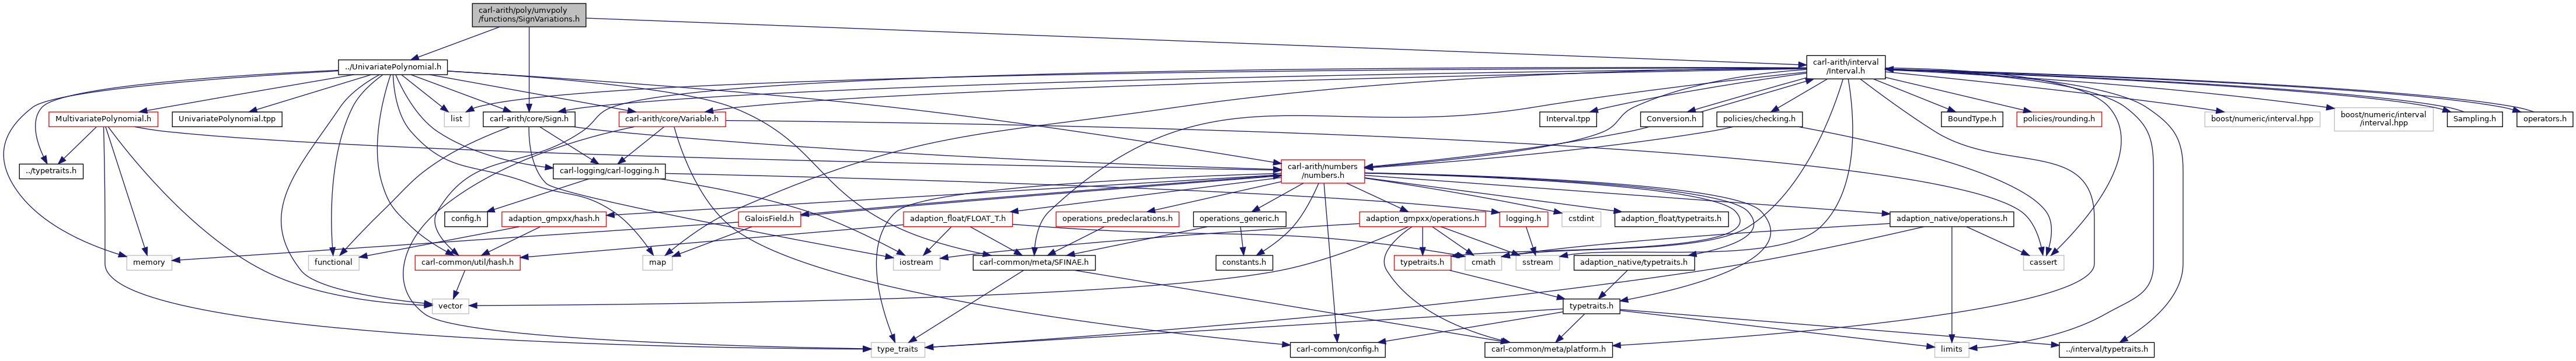 carl-arith/poly/umvpoly
/functions/SignVariations.h
../UnivariatePolynomial.h
carl-arith/interval
/Interval.h
MultivariatePolynomial.h
UnivariatePolynomial.tpp
list
carl-arith/core/Sign.h
carl-arith/core/Variable.h
Interval.tpp
Conversion.h
policies/checking.h
BoundType.h
policies/rounding.h
boost/numeric/interval.hpp
boost/numeric/interval
/interval.hpp
Sampling.h
operators.h
../typetraits.h
carl-logging/carl-logging.h
carl-arith/numbers
/numbers.h
config.h
adaption_gmpxx/hash.h
GaloisField.h
adaption_float/FLOAT_T.h
operations_predeclarations.h
operations_generic.h
adaption_gmpxx/operations.h
logging.h
cstdint
adaption_float/typetraits.h
adaption_native/operations.h
memory
functional
carl-common/util/hash.h
map
iostream
carl-common/meta/SFINAE.h
constants.h
typetraits.h
cmath
sstream
adaption_native/typetraits.h
cassert
vector
typetraits.h
type_traits
carl-common/config.h
carl-common/meta/platform.h
limits
../interval/typetraits.h